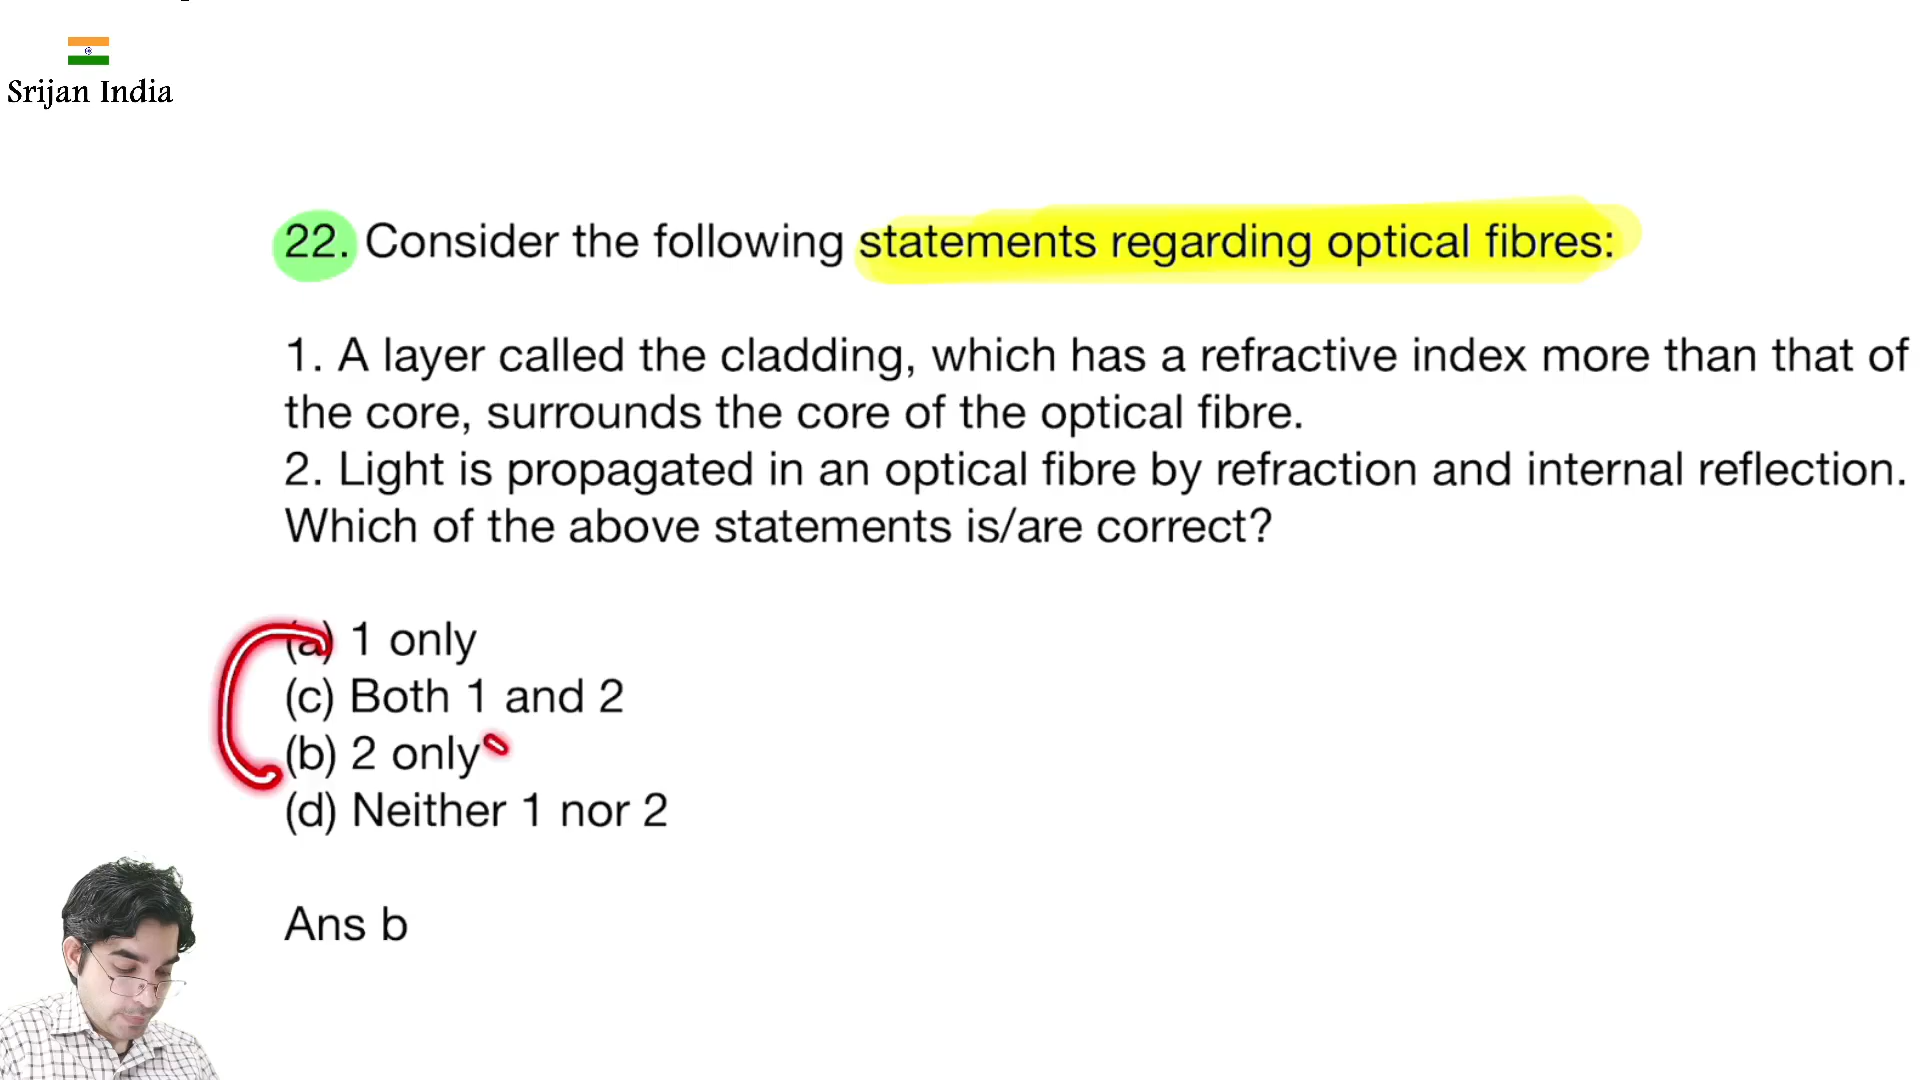 Srijan India
22. Consider the following statements regarding optical fibres:
1. A layer called the cladding, which has a refractive index more than that of
the core, surrounds the core of the optical fibre.
2. Light is propagated in an optical fibre by refraction and internal reflection.
Which of the above statements is/are correct?
(a) 1 only
(c) Both 1 and 2
(b) 2 only
(d) Neither 1 nor 2
Ans b